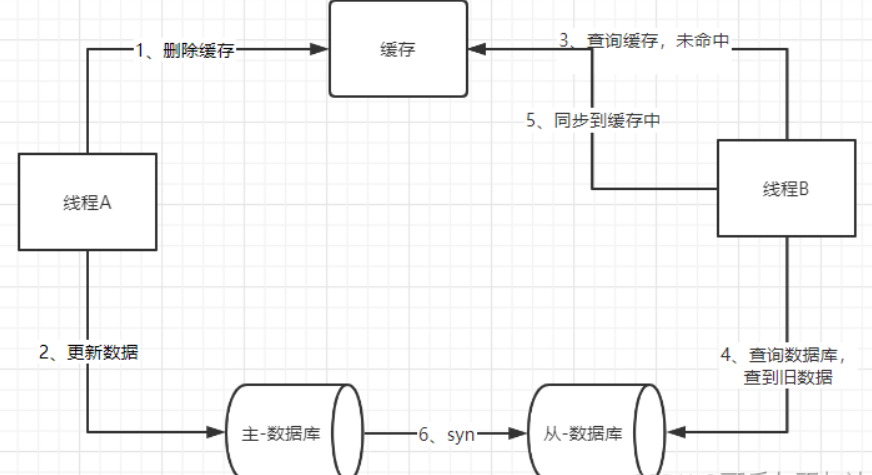 缓存
1、删除缓存
3、查询缓存，未命中
5、同步到缓存中
线程A
线程B
2、更新数据
4、查询数据库，
查到旧数据
主-数据库
6、syn
从-数据库